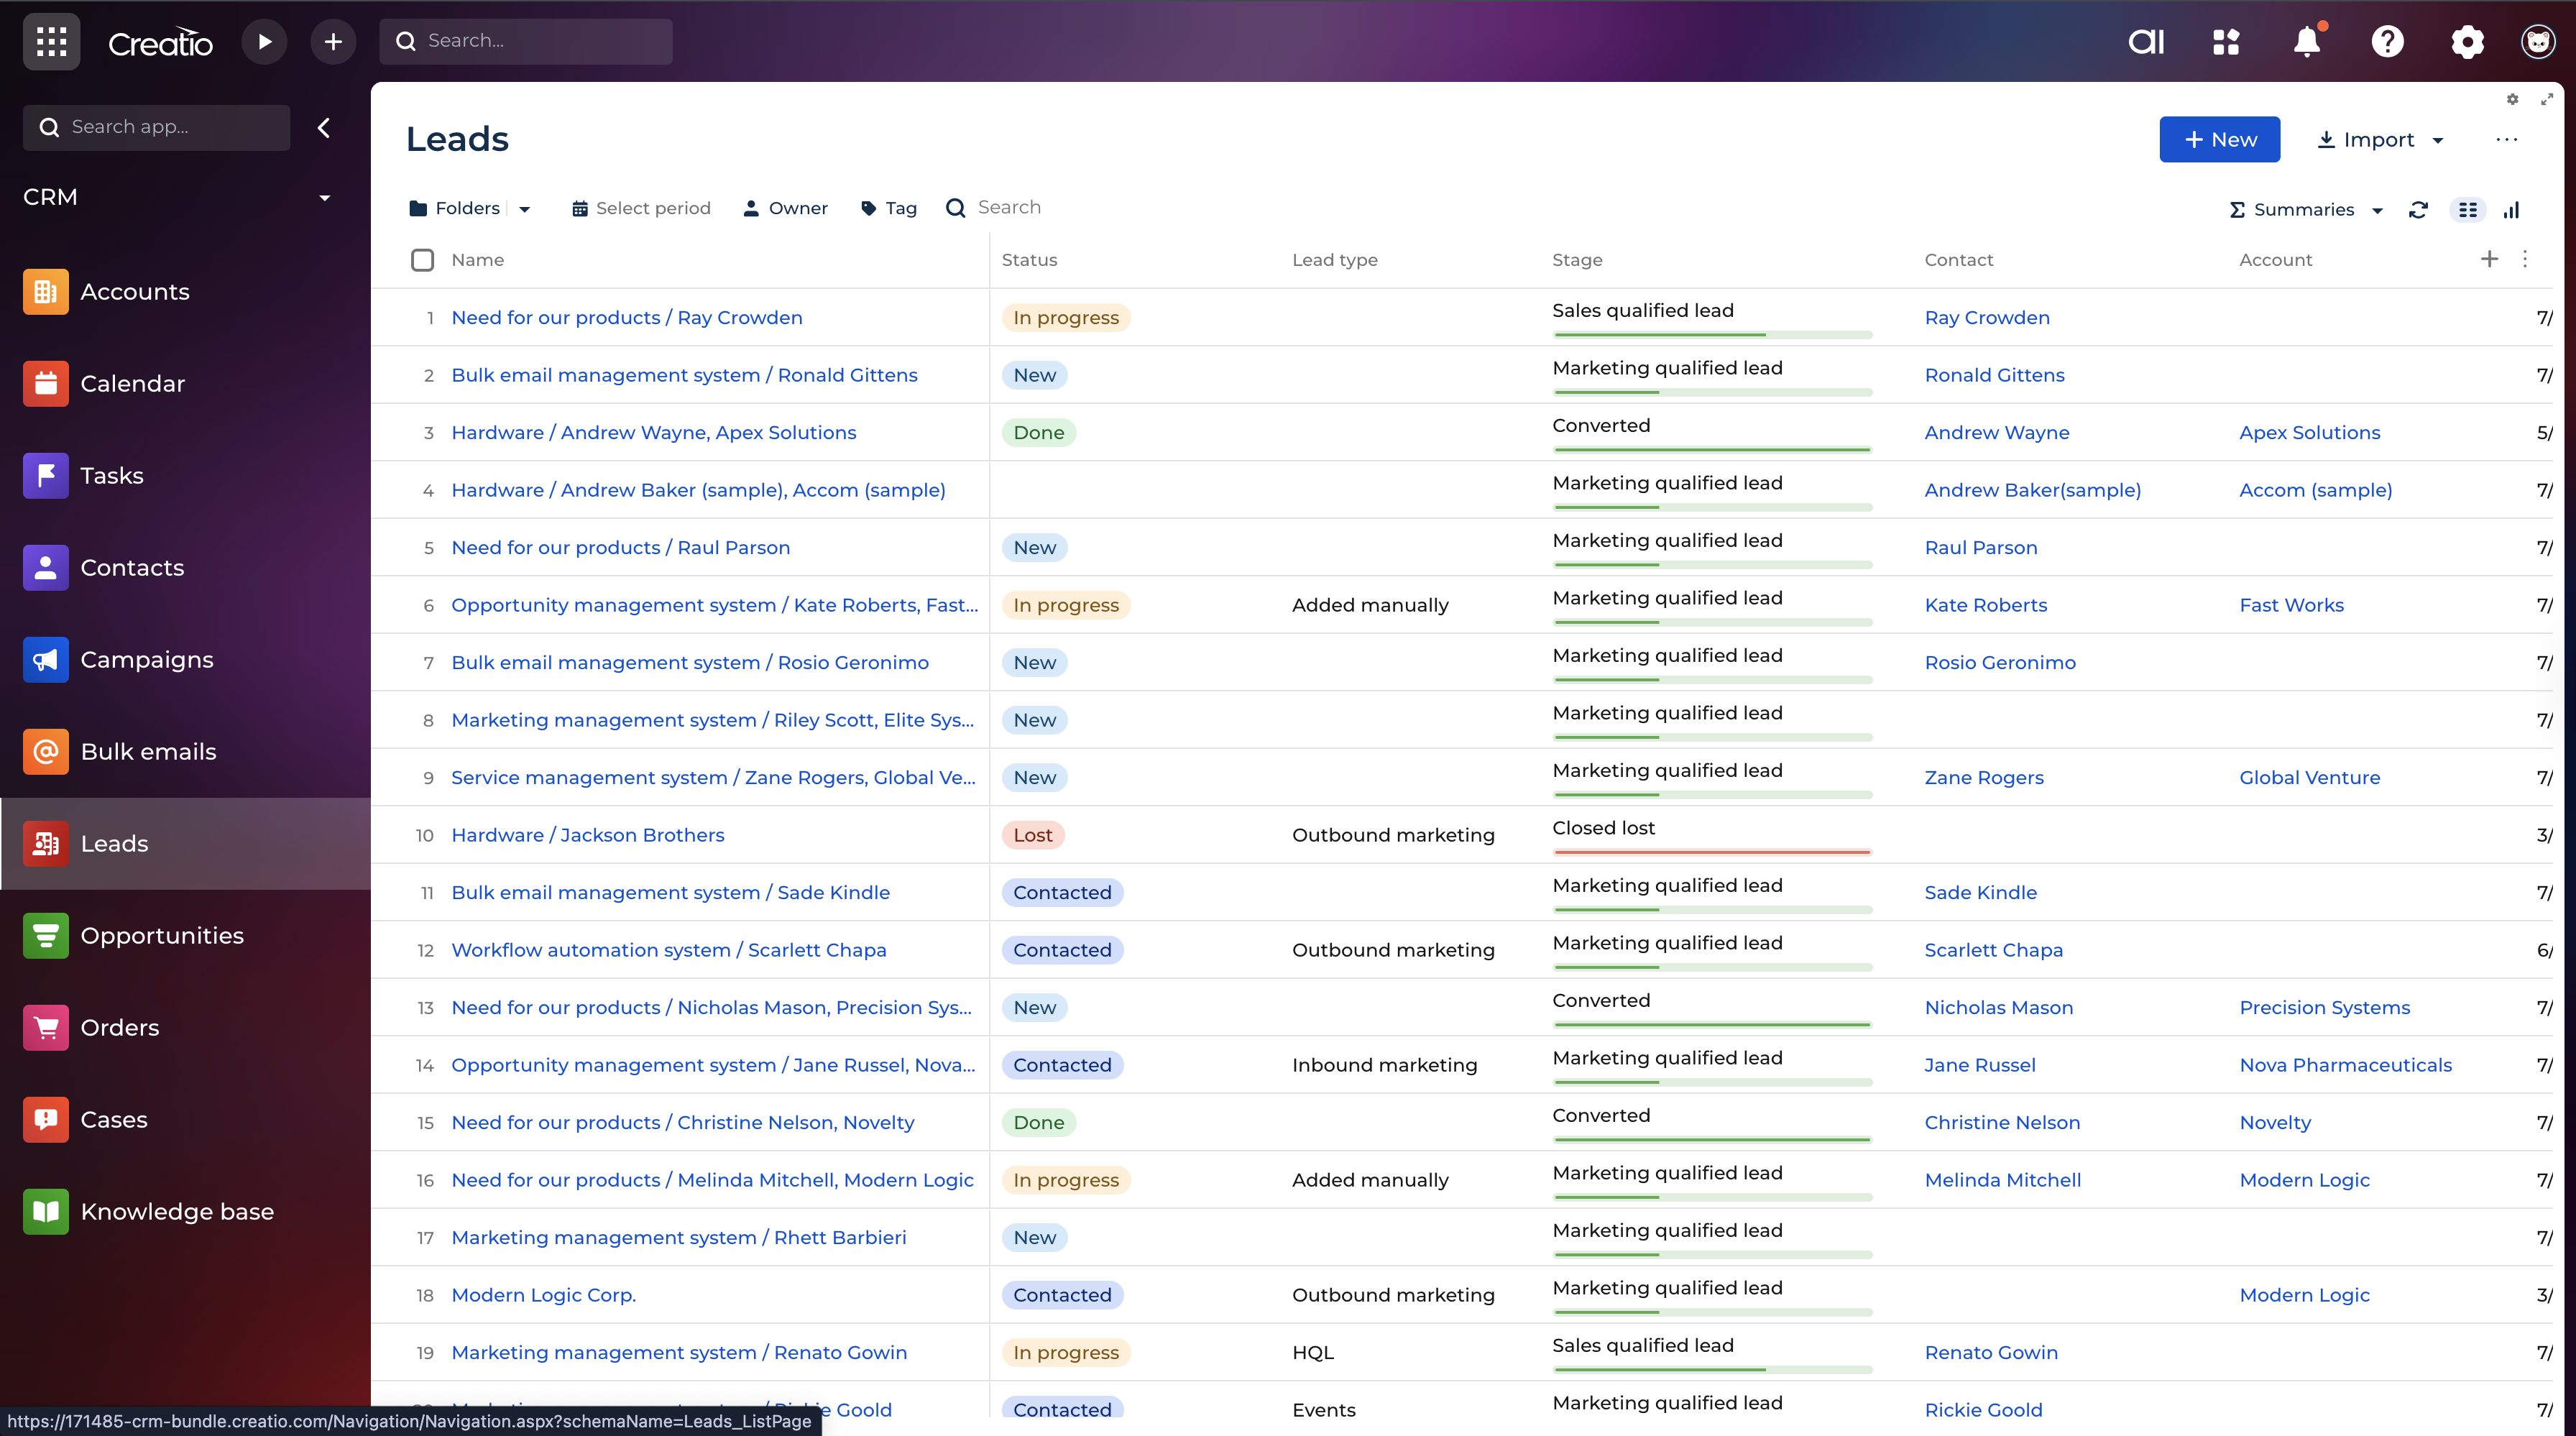 Creatio
Search...
ai
Search app...
CRM
Accounts
Calendar
Tasks
Contacts
Campaigns
Bulk emails
Leads
Opportunities
Orders
Cases
Knowledge base
Leads
+ New
Import
Folders
Select period
Owner
Tag
Search
Σ Summaries
Name Status Lead type Stage Contact Account
1 Need for our products / Ray Crowden In progress Sales qualified lead Ray Crowden 7/
2 Bulk email management system / Ronald Gittens New Marketing qualified lead Ronald Gittens 7/
3 Hardware / Andrew Wayne, Apex Solutions Done Converted Andrew Wayne Apex Solutions 5/
4 Hardware / Andrew Baker (sample), Accom (sample) Marketing qualified lead Andrew Baker(sample) Accom (sample) 7/
5 Need for our products / Raul Parson New Marketing qualified lead Raul Parson 7/
6 Opportunity management system / Kate Roberts, Fast... In progress Added manually Marketing qualified lead Kate Roberts Fast Works 7/
7 Bulk email management system / Rosio Geronimo New Marketing qualified lead Rosio Geronimo 7/
8 Marketing management system / Riley Scott, Elite Sys... New Marketing qualified lead 7/
9 Service management system / Zane Rogers, Global Ve... New Marketing qualified lead Zane Rogers Global Venture 7/
10 Hardware / Jackson Brothers Lost Outbound marketing Closed lost 3/
11 Bulk email management system / Sade Kindle Contacted Marketing qualified lead Sade Kindle 7/
12 Workflow automation system / Scarlett Chapa Contacted Outbound marketing Marketing qualified lead Scarlett Chapa 6/
13 Need for our products / Nicholas Mason, Precision Sys... New Converted Nicholas Mason Precision Systems 7/
14 Opportunity management system / Jane Russel, Nova... Contacted Inbound marketing Marketing qualified lead Jane Russel Nova Pharmaceuticals 7/
15 Need for our products / Christine Nelson, Novelty Done Converted Christine Nelson Novelty 7/
16 Need for our products / Melinda Mitchell, Modern Logic In progress Added manually Marketing qualified lead Melinda Mitchell Modern Logic 7/
17 Marketing management system / Rhett Barbieri New Marketing qualified lead 7/
18 Modern Logic Corp. Contacted Outbound marketing Marketing qualified lead Modern Logic 3/
19 Marketing management system / Renato Gowin In progress HQL Sales qualified lead Renato Gowin 7/
Goold Contacted Events Marketing qualified lead Rickie Goold 7/
https://171485-crm-bundle.creatio.com/Navigation/Navigation.aspx?schemaName=Leads_ListPage